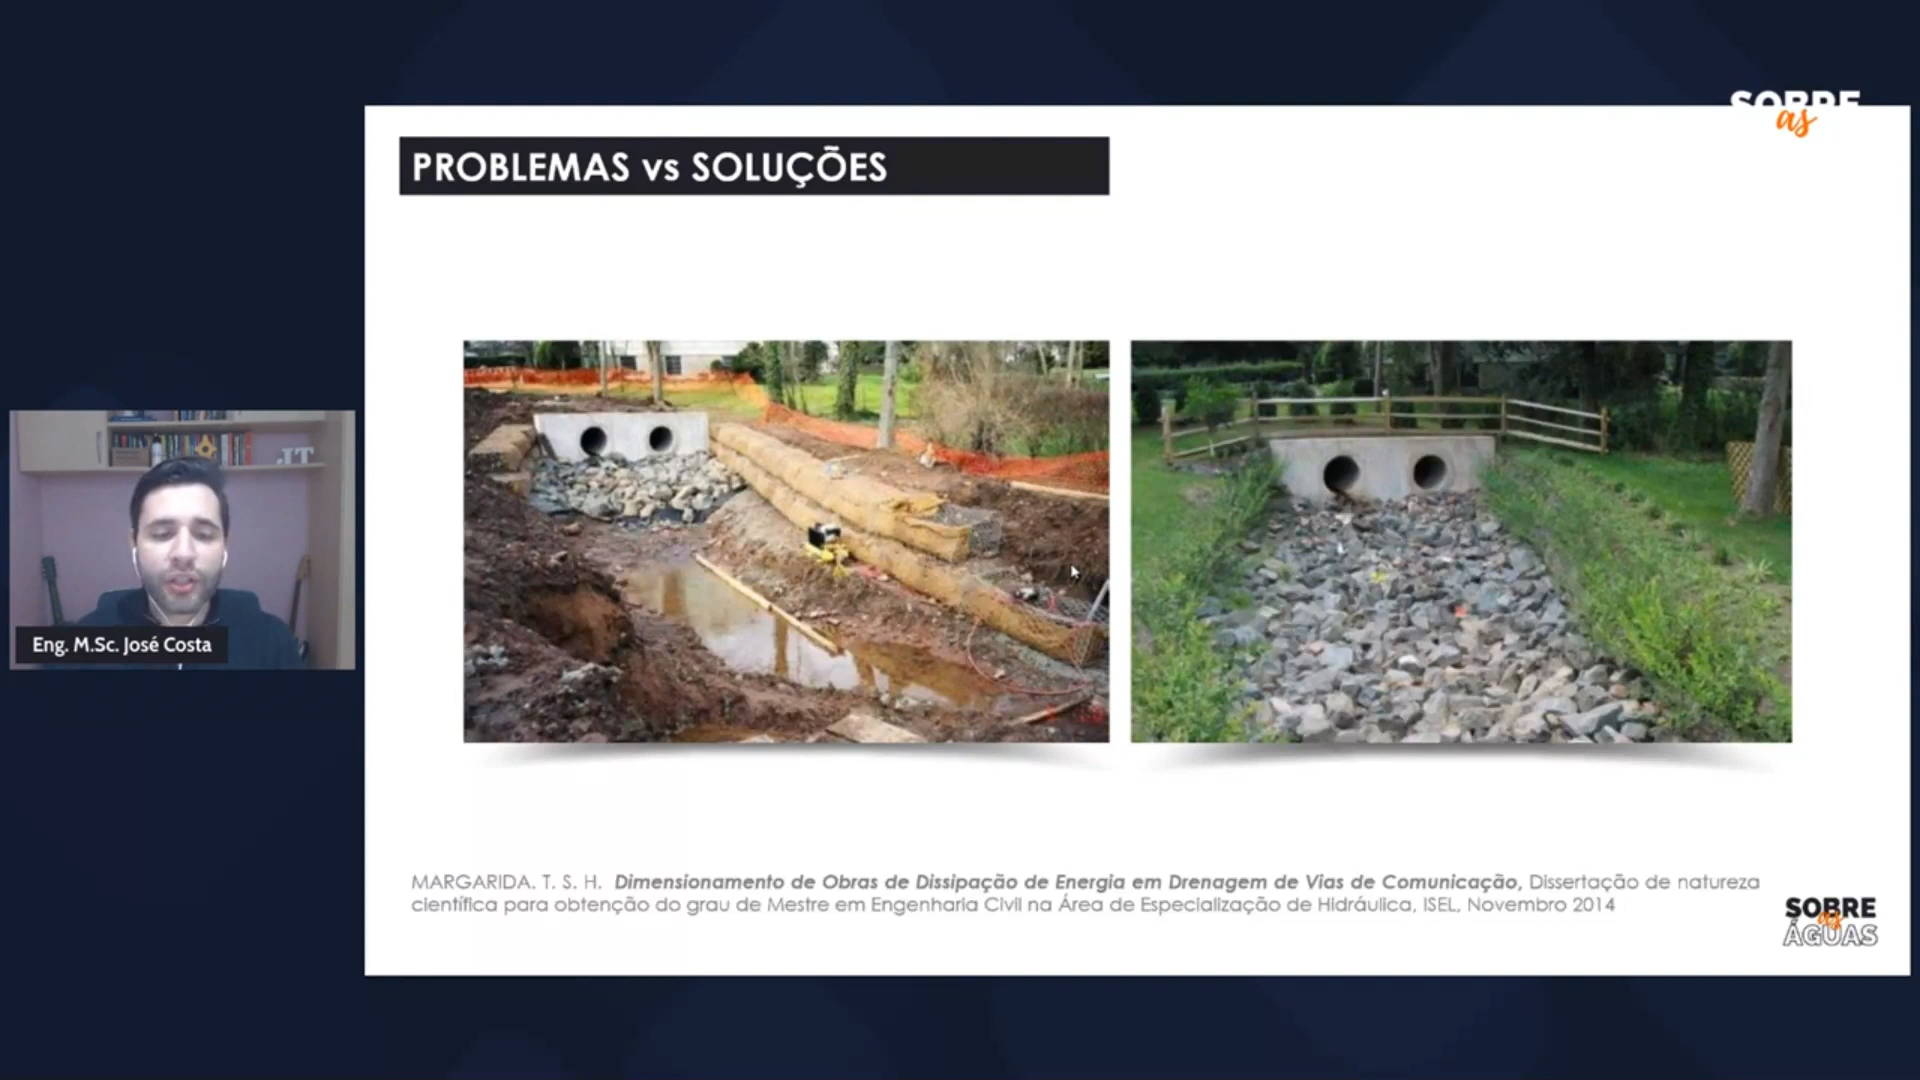 SOBRE
as
PROBLEMAS vs SOLUÇÕES
JT
Eng. M.Sc. José Costa
MARGARIDA. T. S. H. Dimensionamento de Obras de Dissipação de Energia em Drenagem de Vias de Comunicação, Dissertação de natureza
científica para obtenção do grau de Mestre em Engenharia Civil na Área de Especialização de Hidráulica, ISEL, Novembro 2014
SOBRE
as
ÁGUAS